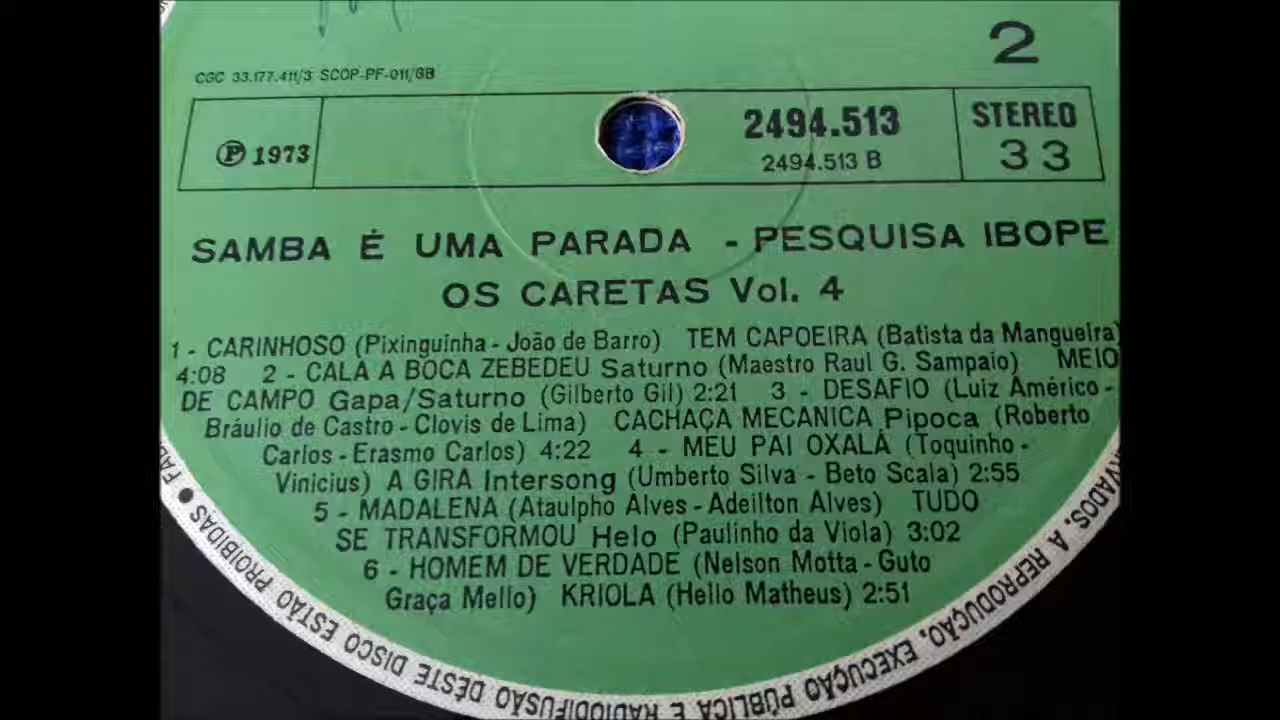 2
CGC 33.177.411/3 SCOP-PF-011/GB
℗ 1973
2494.513
2494.513 B
STEREO
33
SAMBA É UMA PARADA - PESQUISA IBOPE
OS CARETAS Vol. 4
1 - CARINHOSO (Pixinguinha - João de Barro) TEM CAPOEIRA (Batista da Mangueira)
4:08 2 - CALA A BOCA ZEBEDEU Saturno (Maestro Raul G. Sampaio) MEIO
DE CAMPO Gapa/Saturno (Gilberto Gil) 2:21 3 - DESAFIO (Luiz Américo -
Bráulio de Castro - Clovis de Lima) CACHAÇA MECANICA Pipoca (Roberto
Carlos - Erasmo Carlos) 4:22 4 - MEU PAI OXALÁ (Toquinho -
Vinicius) A GIRA Intersong (Umberto Silva - Beto Scala) 2:55
5 - MADALENA (Ataulpho Alves - Adeilton Alves) TUDO
SE TRANSFORMOU Helo (Paulinho da Viola) 3:02
6 - HOMEM DE VERDADE (Nelson Motta - Guto
Graça Mello) KRIOLA (Helio Matheus) 2:51
VADOS. A REPRODUÇÃO, EXECUÇÃO PÚBLICA E RADIODIFUSÃO DÊSTE DISCO ESTÃO PROIBIDAS ● FAB